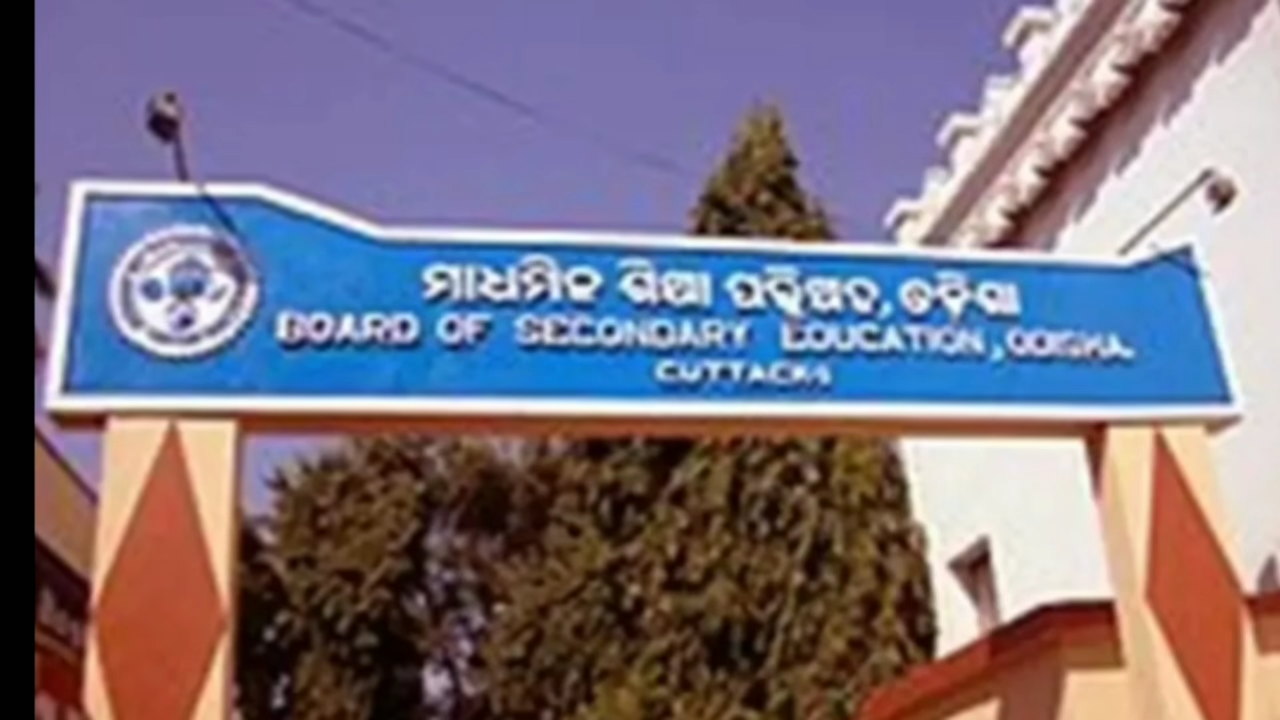 ମାଧ୍ୟମିକ ଶିକ୍ଷା ପରିଷଦ, ଓଡ଼ିଶା
BOARD OF SECONDARY EDUCATION, ODISHA.
CUTTACK